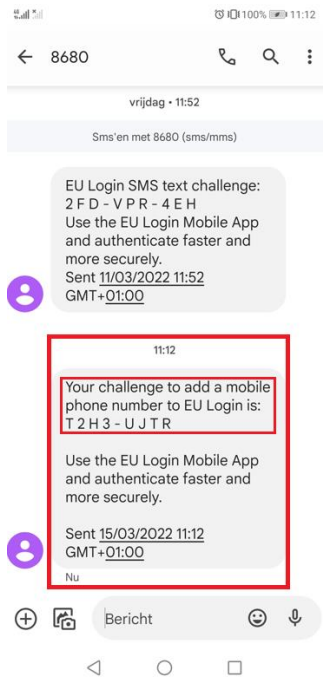 100% 11:12
8680
vrijdag • 11:52
Sms'en met 8680 (sms/mms)
EU Login SMS text challenge:
2 F D - V P R - 4 E H
Use the EU Login Mobile App
and authenticate faster and
more securely.
Sent 11/03/2022 11:52
GMT+01:00
11:12
Your challenge to add a mobile
phone number to EU Login is:
T 2 H 3 - U J T R
Use the EU Login Mobile App
and authenticate faster and
more securely.
Sent 15/03/2022 11:12
GMT+01:00
Nu
Bericht